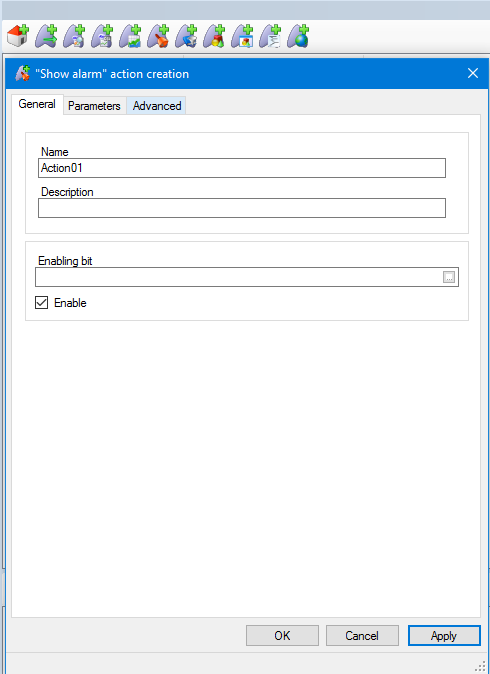 "Show alarm" action creation
General Parameters Advanced
Name
Action01
Description
Enabling bit
...
Enable
OK Cancel Apply